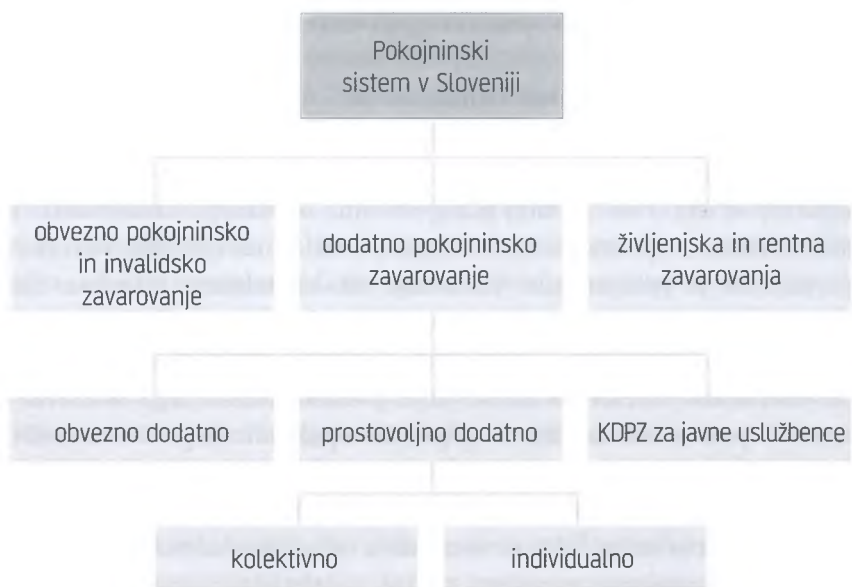 Pokojninski
sistem v Sloveniji
obvezno pokojninsko
in invalidsko
zavarovanje
dodatno pokojninsko
zavarovanje
življenjska in rentna
zavarovanja
obvezno dodatno
prostovoljno dodatno
KDPZ za javne uslužbence
kolektivno
individualno